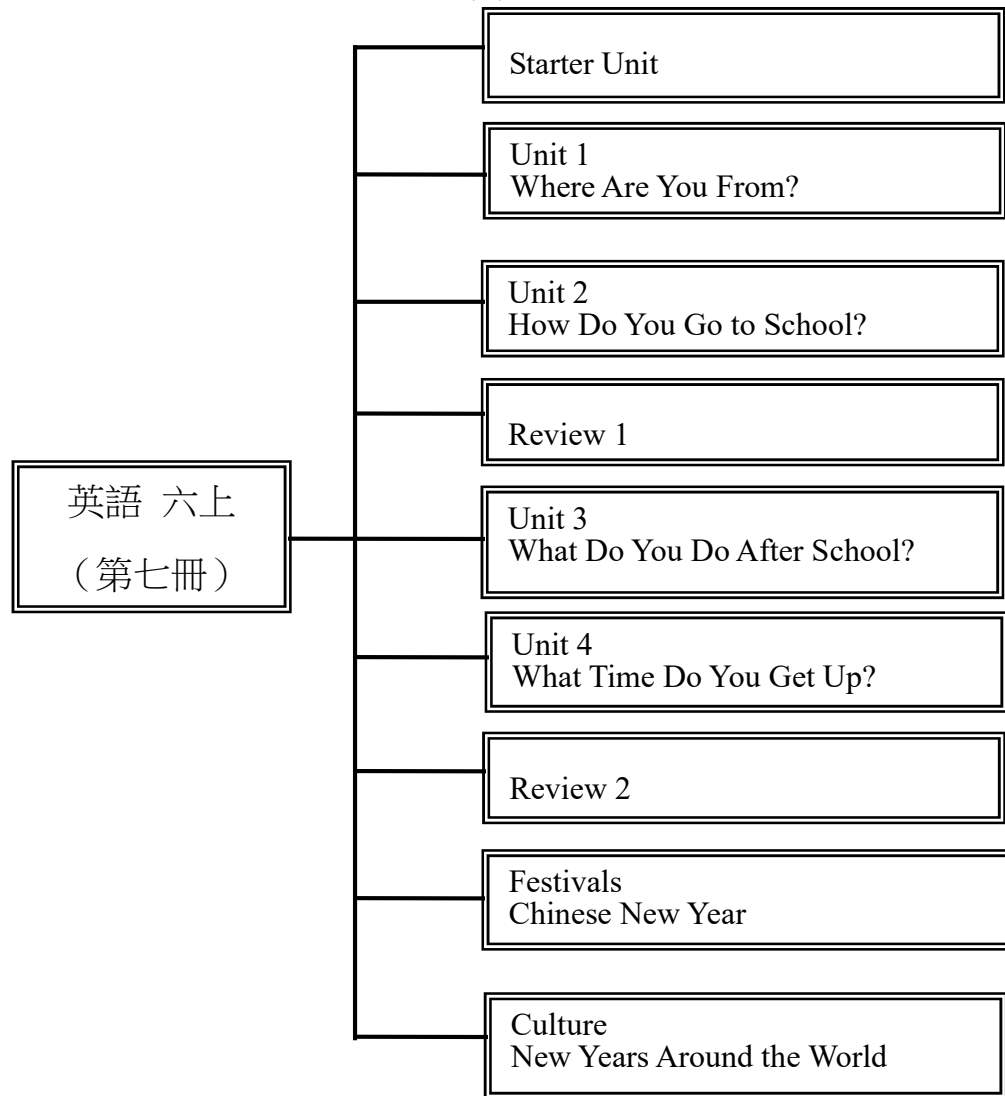 英語 六上
（第七冊）
Starter Unit
Unit 1
Where Are You From?
Unit 2
How Do You Go to School?
Review 1
Unit 3
What Do You Do After School?
Unit 4
What Time Do You Get Up?
Review 2
Festivals
Chinese New Year
Culture
New Years Around the World